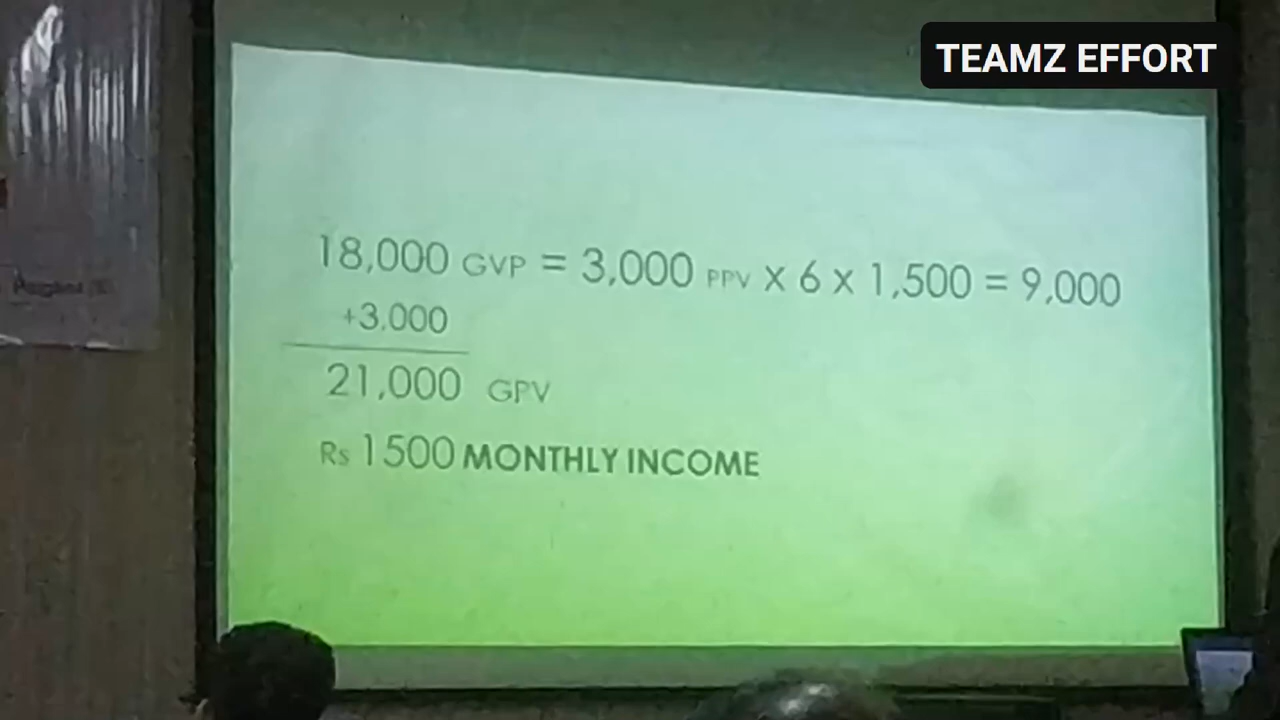 TEAMZ EFFORT
18,000 GVP = 3,000 PPV X 6 X 1,500 = 9,000
+3,000
21,000 GPV
Rs 1500 MONTHLY INCOME